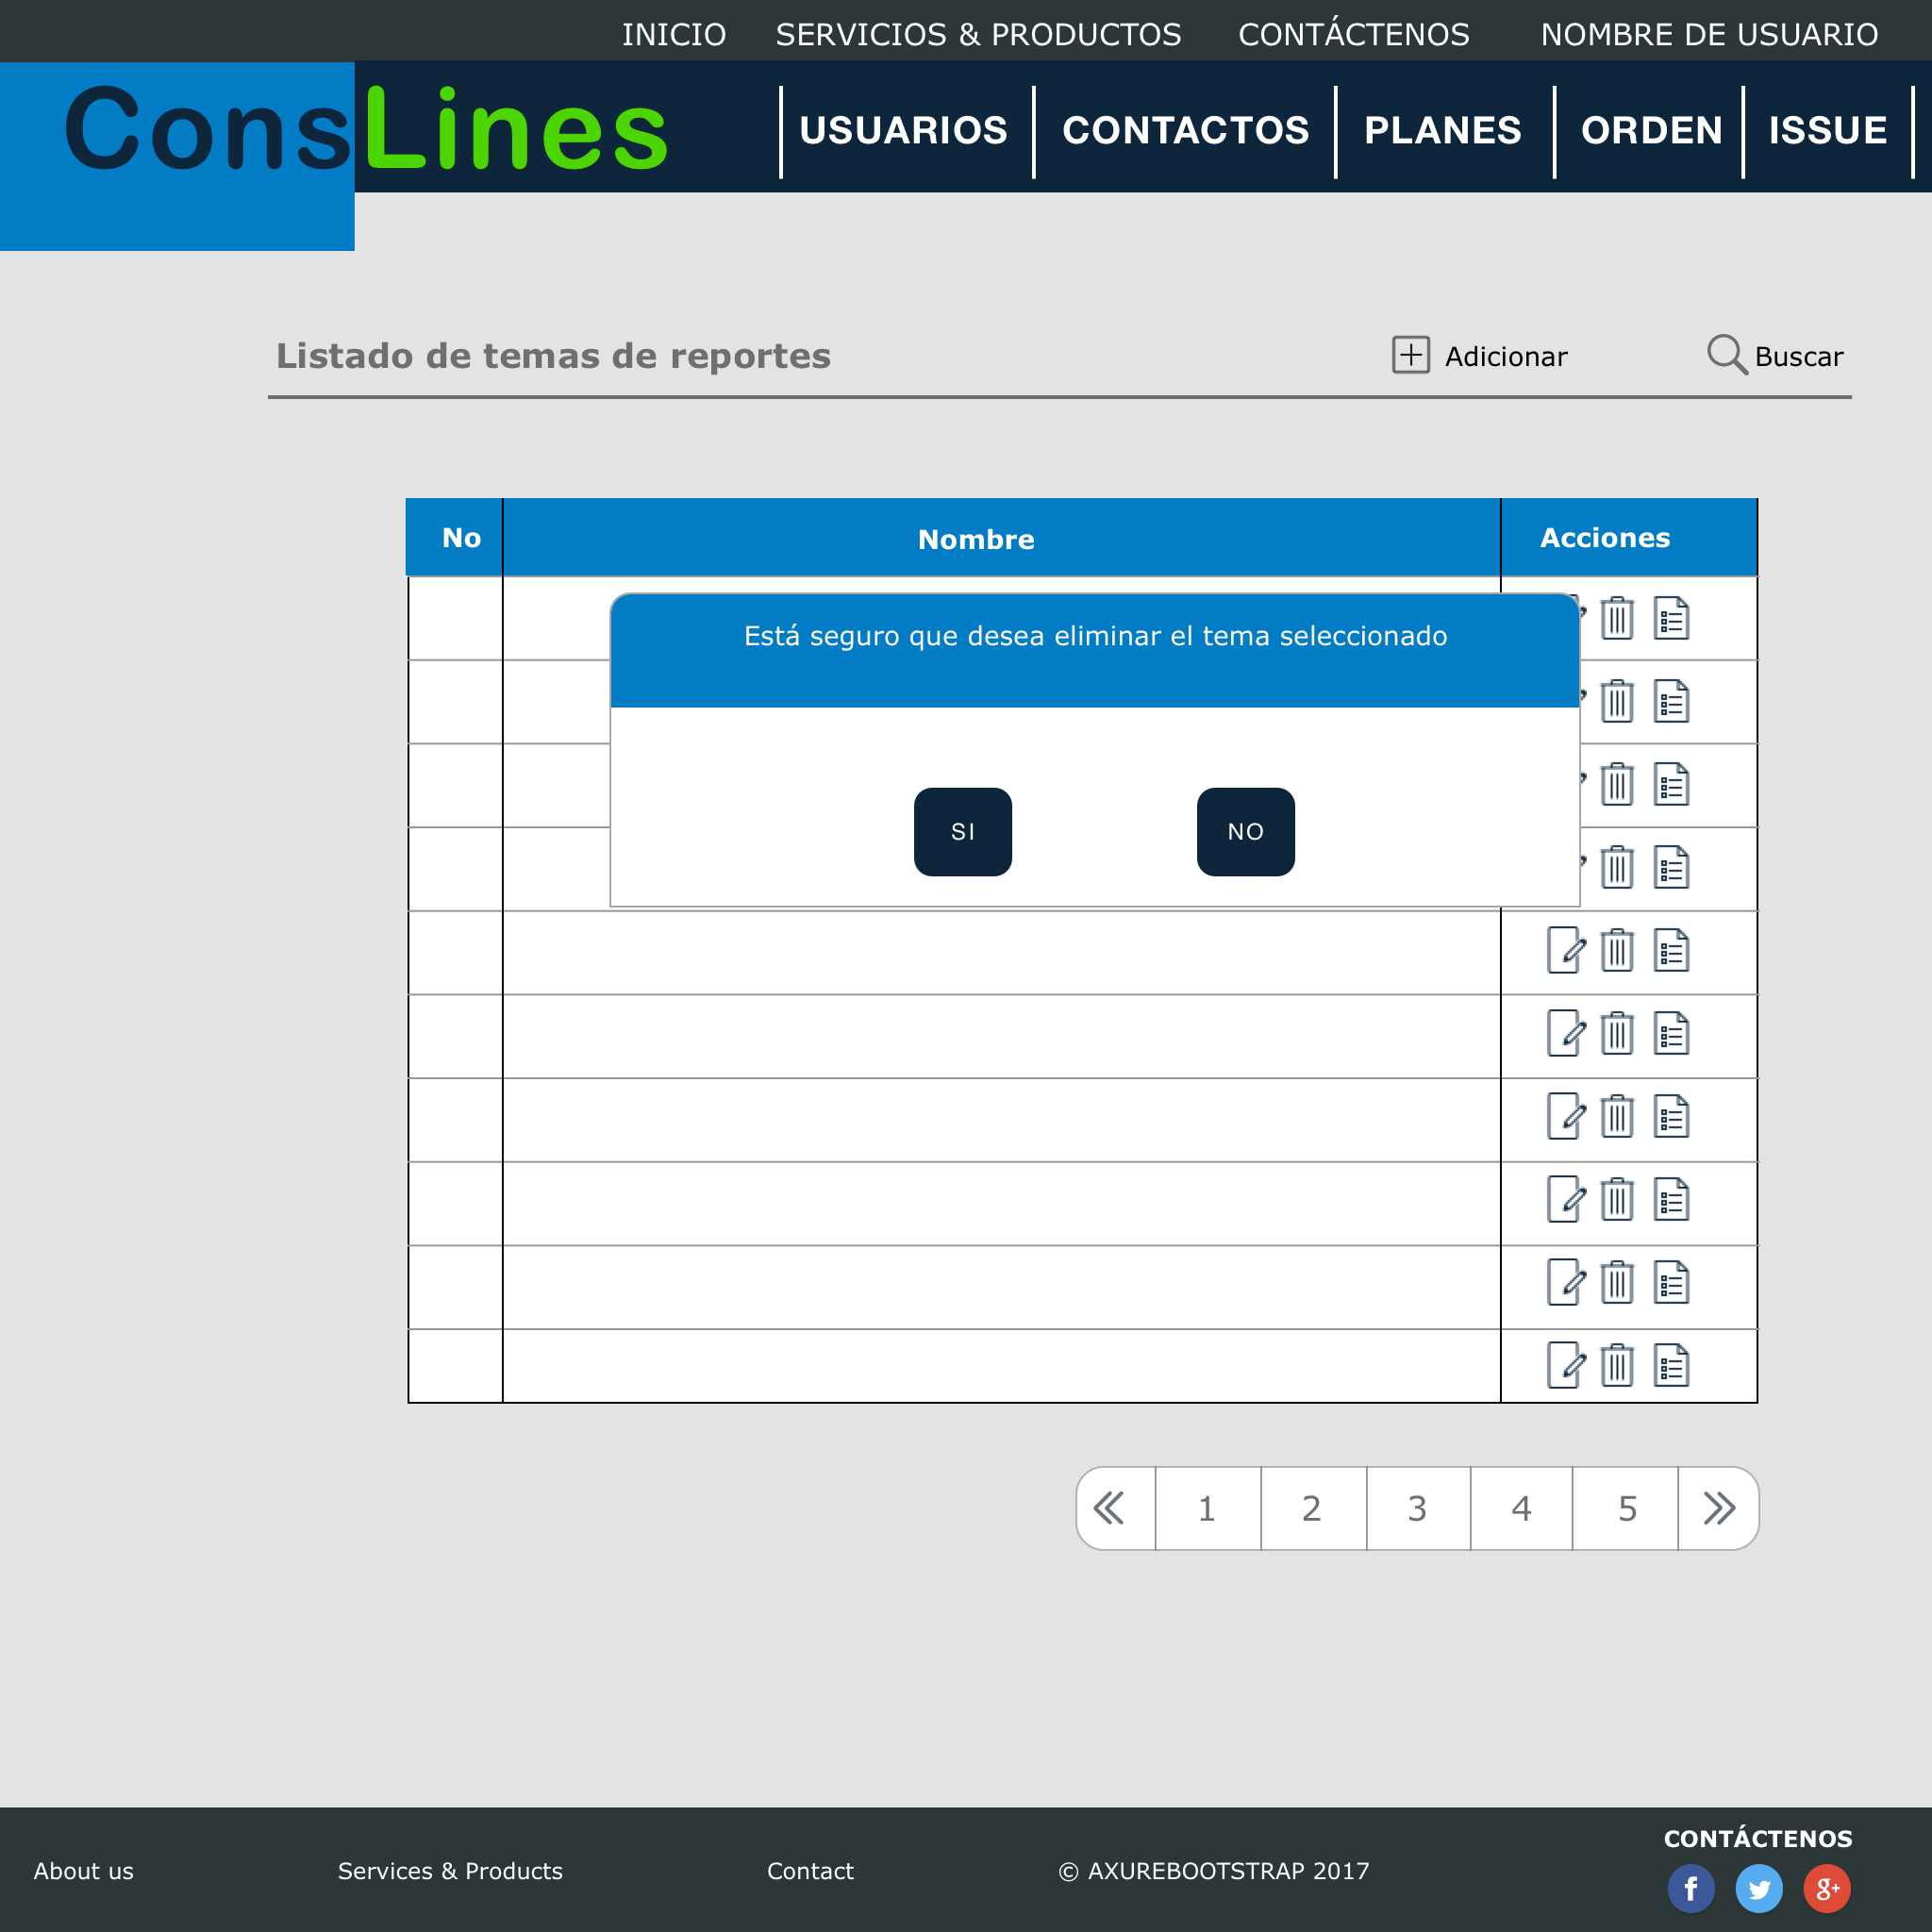 INICIO SERVICIOS & PRODUCTOS CONTÁCTENOS NOMBRE DE USUARIO
ConsLines
USUARIOS CONTACTOS PLANES ORDEN ISSUE
Listado de temas de reportes
Adicionar
Buscar
No Nombre Acciones
Está seguro que desea eliminar el tema seleccionado
SI NO
1 2 3 4 5
CONTÁCTENOS
About us Services & Products Contact © AXUREBOOTSTRAP 2017
f g+